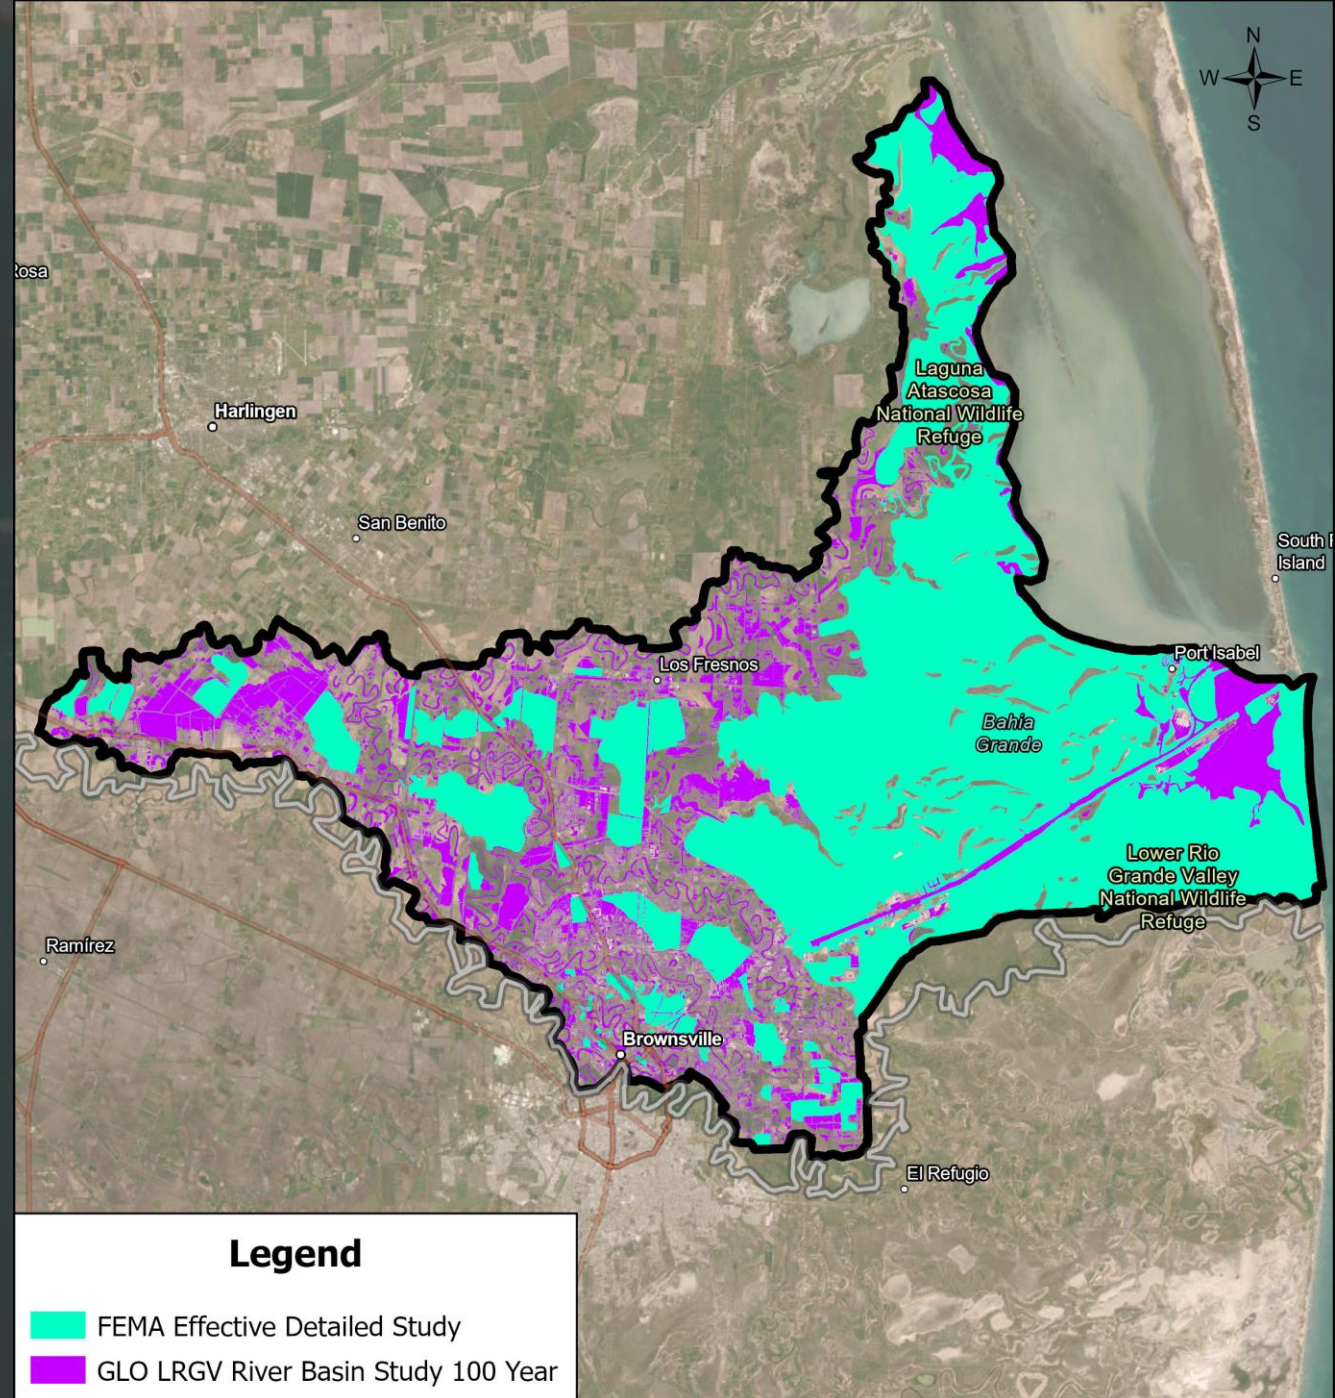 N
W E
S
Rosa
Laguna
Atascosa
National Wildlife
Refuge
Harlingen
San Benito
South
Island
Los Fresnos
Port Isabel
Bahia
Grande
Lower Rio
Grande Valley
National Wildlife
Refuge
Ramírez
Brownsville
El Refugio
Legend
FEMA Effective Detailed Study
GLO LRGV River Basin Study 100 Year